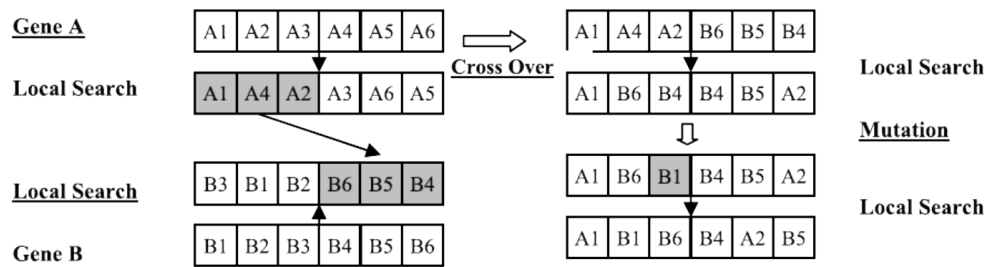 Gene A A1 A2 A3 A4 A5 A6
Local Search A1 A4 A2 A3 A6 A5
Local Search B3 B1 B2 B6 B5 B4
Gene B B1 B2 B3 B4 B5 B6
Cross Over
A1 A4 A2 B6 B5 B4
Local Search
A1 B6 B4 B4 B5 A2
Mutation
A1 B6 B1 B4 B5 A2
Local Search
A1 B1 B6 B4 A2 B5